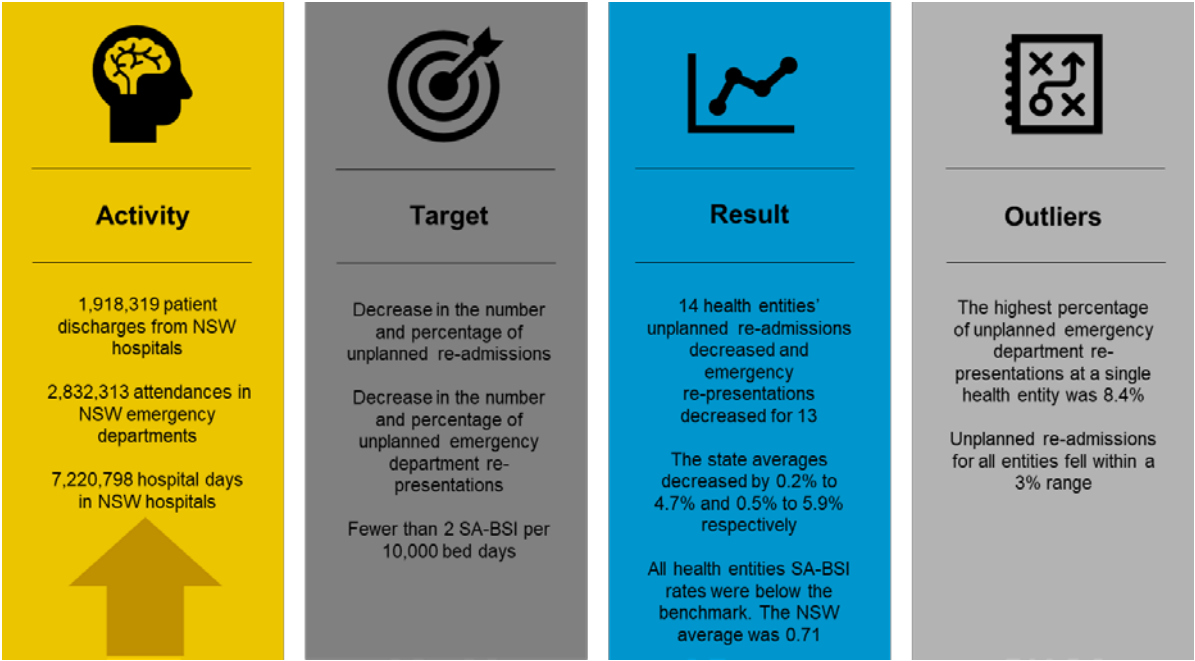 Activity
1,918,319 patient
discharges from NSW
hospitals
2,832,313 attendances in
NSW emergency
departments
7,220,798 hospital days
in NSW hospitals
Target
Decrease in the number
and percentage of
unplanned re-admissions
Decrease in the number
and percentage of
unplanned emergency
department re-
presentations
Fewer than 2 SA-BSI per
10,000 bed days
Result
14 health entities’
unplanned re-admissions
decreased and
emergency
re-presentations
decreased for 13
The state averages
decreased by 0.2% to
4.7% and 0.5% to 5.9%
respectively
All health entities SA-BSI
rates were below the
benchmark. The NSW
average was 0.71
Outliers
The highest percentage
of unplanned emergency
department re-
presentations at a single
health entity was 8.4%
Unplanned re-admissions
for all entities fell within a
3% range